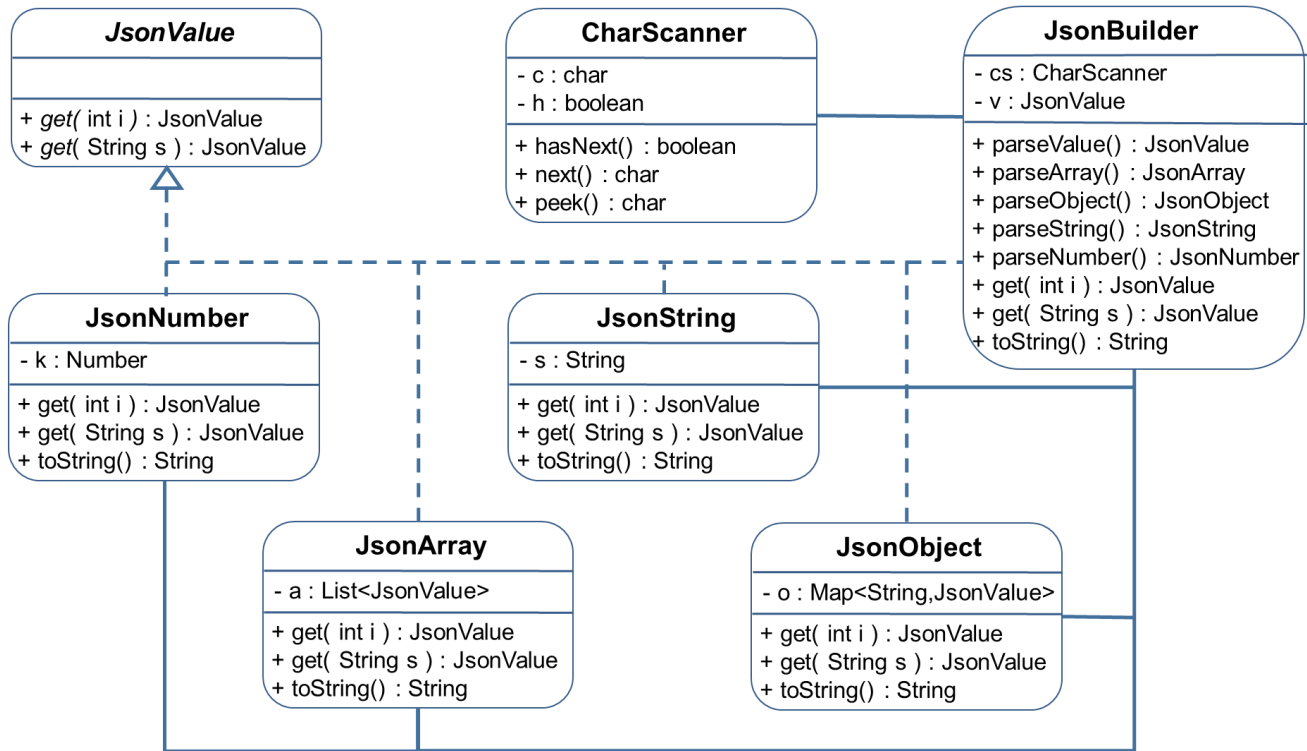 JsonValue
+ get( int i ) : JsonValue
+ get( String s ) : JsonValue
CharScanner
- c : char
- h : boolean
+ hasNext() : boolean
+ next() : char
+ peek() : char
JsonBuilder
- cs : CharScanner
- v : JsonValue
+ parseValue() : JsonValue
+ parseArray() : JsonArray
+ parseObject() : JsonObject
+ parseString() : JsonString
+ parseNumber() : JsonNumber
+ get( int i ) : JsonValue
+ get( String s ) : JsonValue
+ toString() : String
JsonNumber
- k : Number
+ get( int i ) : JsonValue
+ get( String s ) : JsonValue
+ toString() : String
JsonString
- s : String
+ get( int i ) : JsonValue
+ get( String s ) : JsonValue
+ toString() : String
JsonArray
- a : List<JsonValue>
+ get( int i ) : JsonValue
+ get( String s ) : JsonValue
+ toString() : String
JsonObject
- o : Map<String,JsonValue>
+ get( int i ) : JsonValue
+ get( String s ) : JsonValue
+ toString() : String